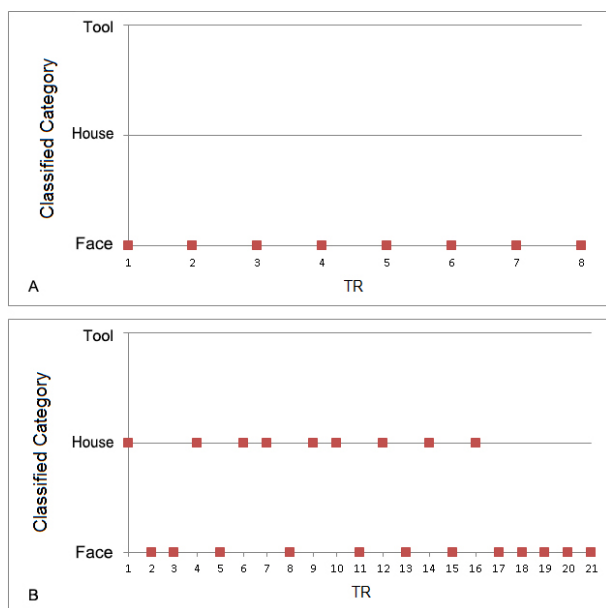 Tool
House
Face
Classified Category
1 2 3 4 5 6 7 8
TR
A
Tool
House
Face
Classified Category
1 2 3 4 5 6 7 8 9 10 11 12 13 14 15 16 17 18 19 20 21
TR
B